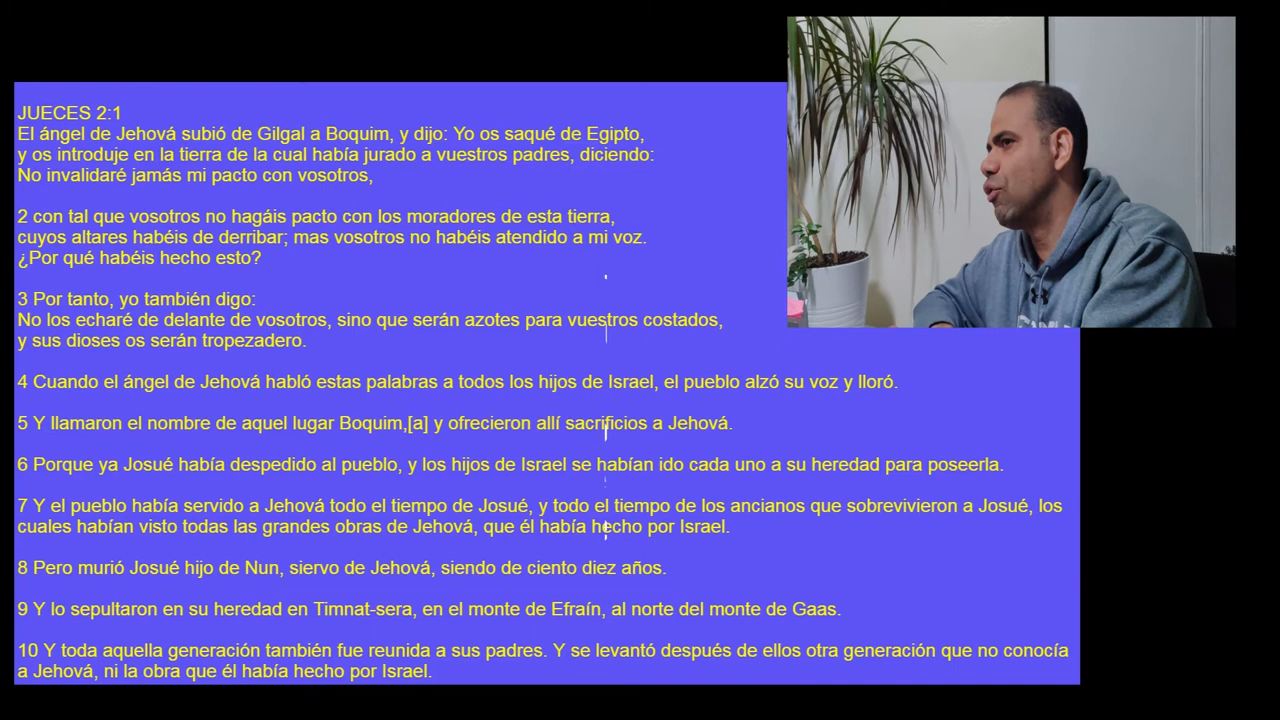 JUECES 2:1
El ángel de Jehová subió de Gilgal a Boquim, y dijo: Yo os saqué de Egipto,
y os introduje en la tierra de la cual había jurado a vuestros padres, diciendo:
No invalidaré jamás mi pacto con vosotros,
2 con tal que vosotros no hagáis pacto con los moradores de esta tierra,
cuyos altares habéis de derribar; mas vosotros no habéis atendido a mi voz.
¿Por qué habéis hecho esto?
3 Por tanto, yo también digo:
No los echaré de delante de vosotros, sino que serán azotes para vuestros costados,
y sus dioses os serán tropezadero.
4 Cuando el ángel de Jehová habló estas palabras a todos los hijos de Israel, el pueblo alzó su voz y lloró.
5 Y llamaron el nombre de aquel lugar Boquim,[a] y ofrecieron allí sacrificios a Jehová.
6 Porque ya Josué había despedido al pueblo, y los hijos de Israel se habían ido cada uno a su heredad para poseerla.
7 Y el pueblo había servido a Jehová todo el tiempo de Josué, y todo el tiempo de los ancianos que sobrevivieron a Josué, los
cuales habían visto todas las grandes obras de Jehová, que él había hecho por Israel.
8 Pero murió Josué hijo de Nun, siervo de Jehová, siendo de ciento diez años.
9 Y lo sepultaron en su heredad en Timnat-sera, en el monte de Efraín, al norte del monte de Gaas.
10 Y toda aquella generación también fue reunida a sus padres. Y se levantó después de ellos otra generación que no conocía
a Jehová, ni la obra que él había hecho por Israel.